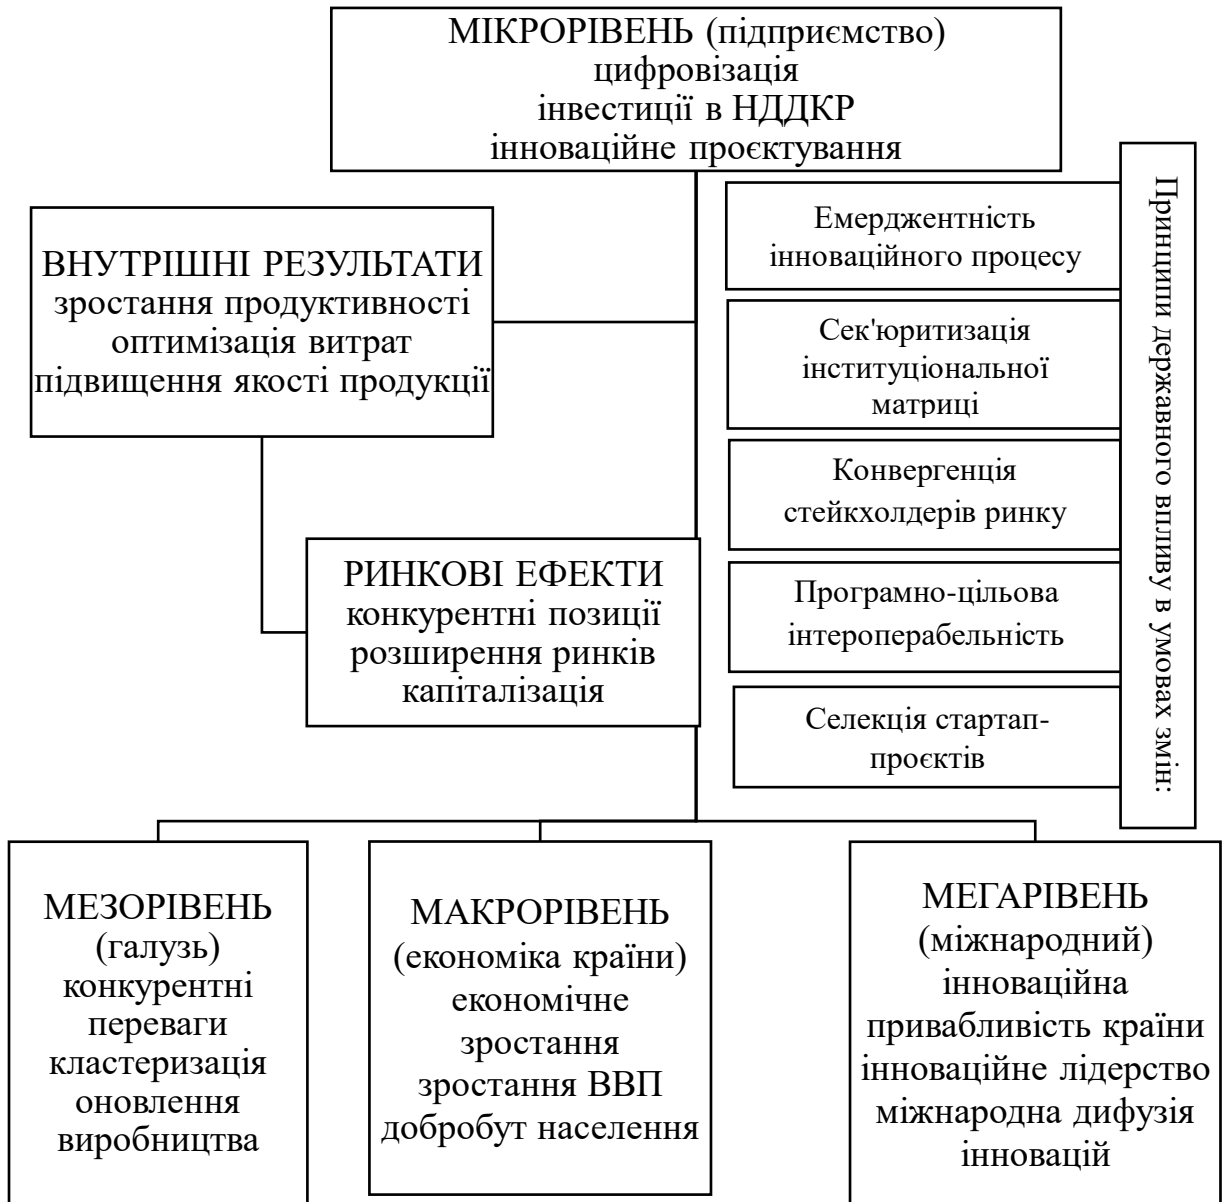 МІКРОРІВЕНЬ (підприємство)
цифровізація
інвестиції в НДДКР
інноваційне проєктування
ВНУТРІШНІ РЕЗУЛЬТАТИ
зростання продуктивності
оптимізація витрат
підвищення якості продукції
РИНКОВІ ЕФЕКТИ
конкурентні позиції
розширення ринків
капіталізація
Принципи державного впливу в умовах змін:
Емерджентність
інноваційного процесу
Сек'юритизація
інституціональної
матриці
Конвергенція
стейкхолдерів ринку
Програмно-цільова
інтероперабельність
Селекція стартап-
проєктів
МЕЗОРІВЕНЬ
(галузь)
конкурентні
переваги
кластеризація
оновлення
виробництва
МАКРОРІВЕНЬ
(економіка країни)
економічне
зростання
зростання ВВП
добробут населення
МЕГАРІВЕНЬ
(міжнародний)
інноваційна
привабливість країни
інноваційне лідерство
міжнародна дифузія
інновацій